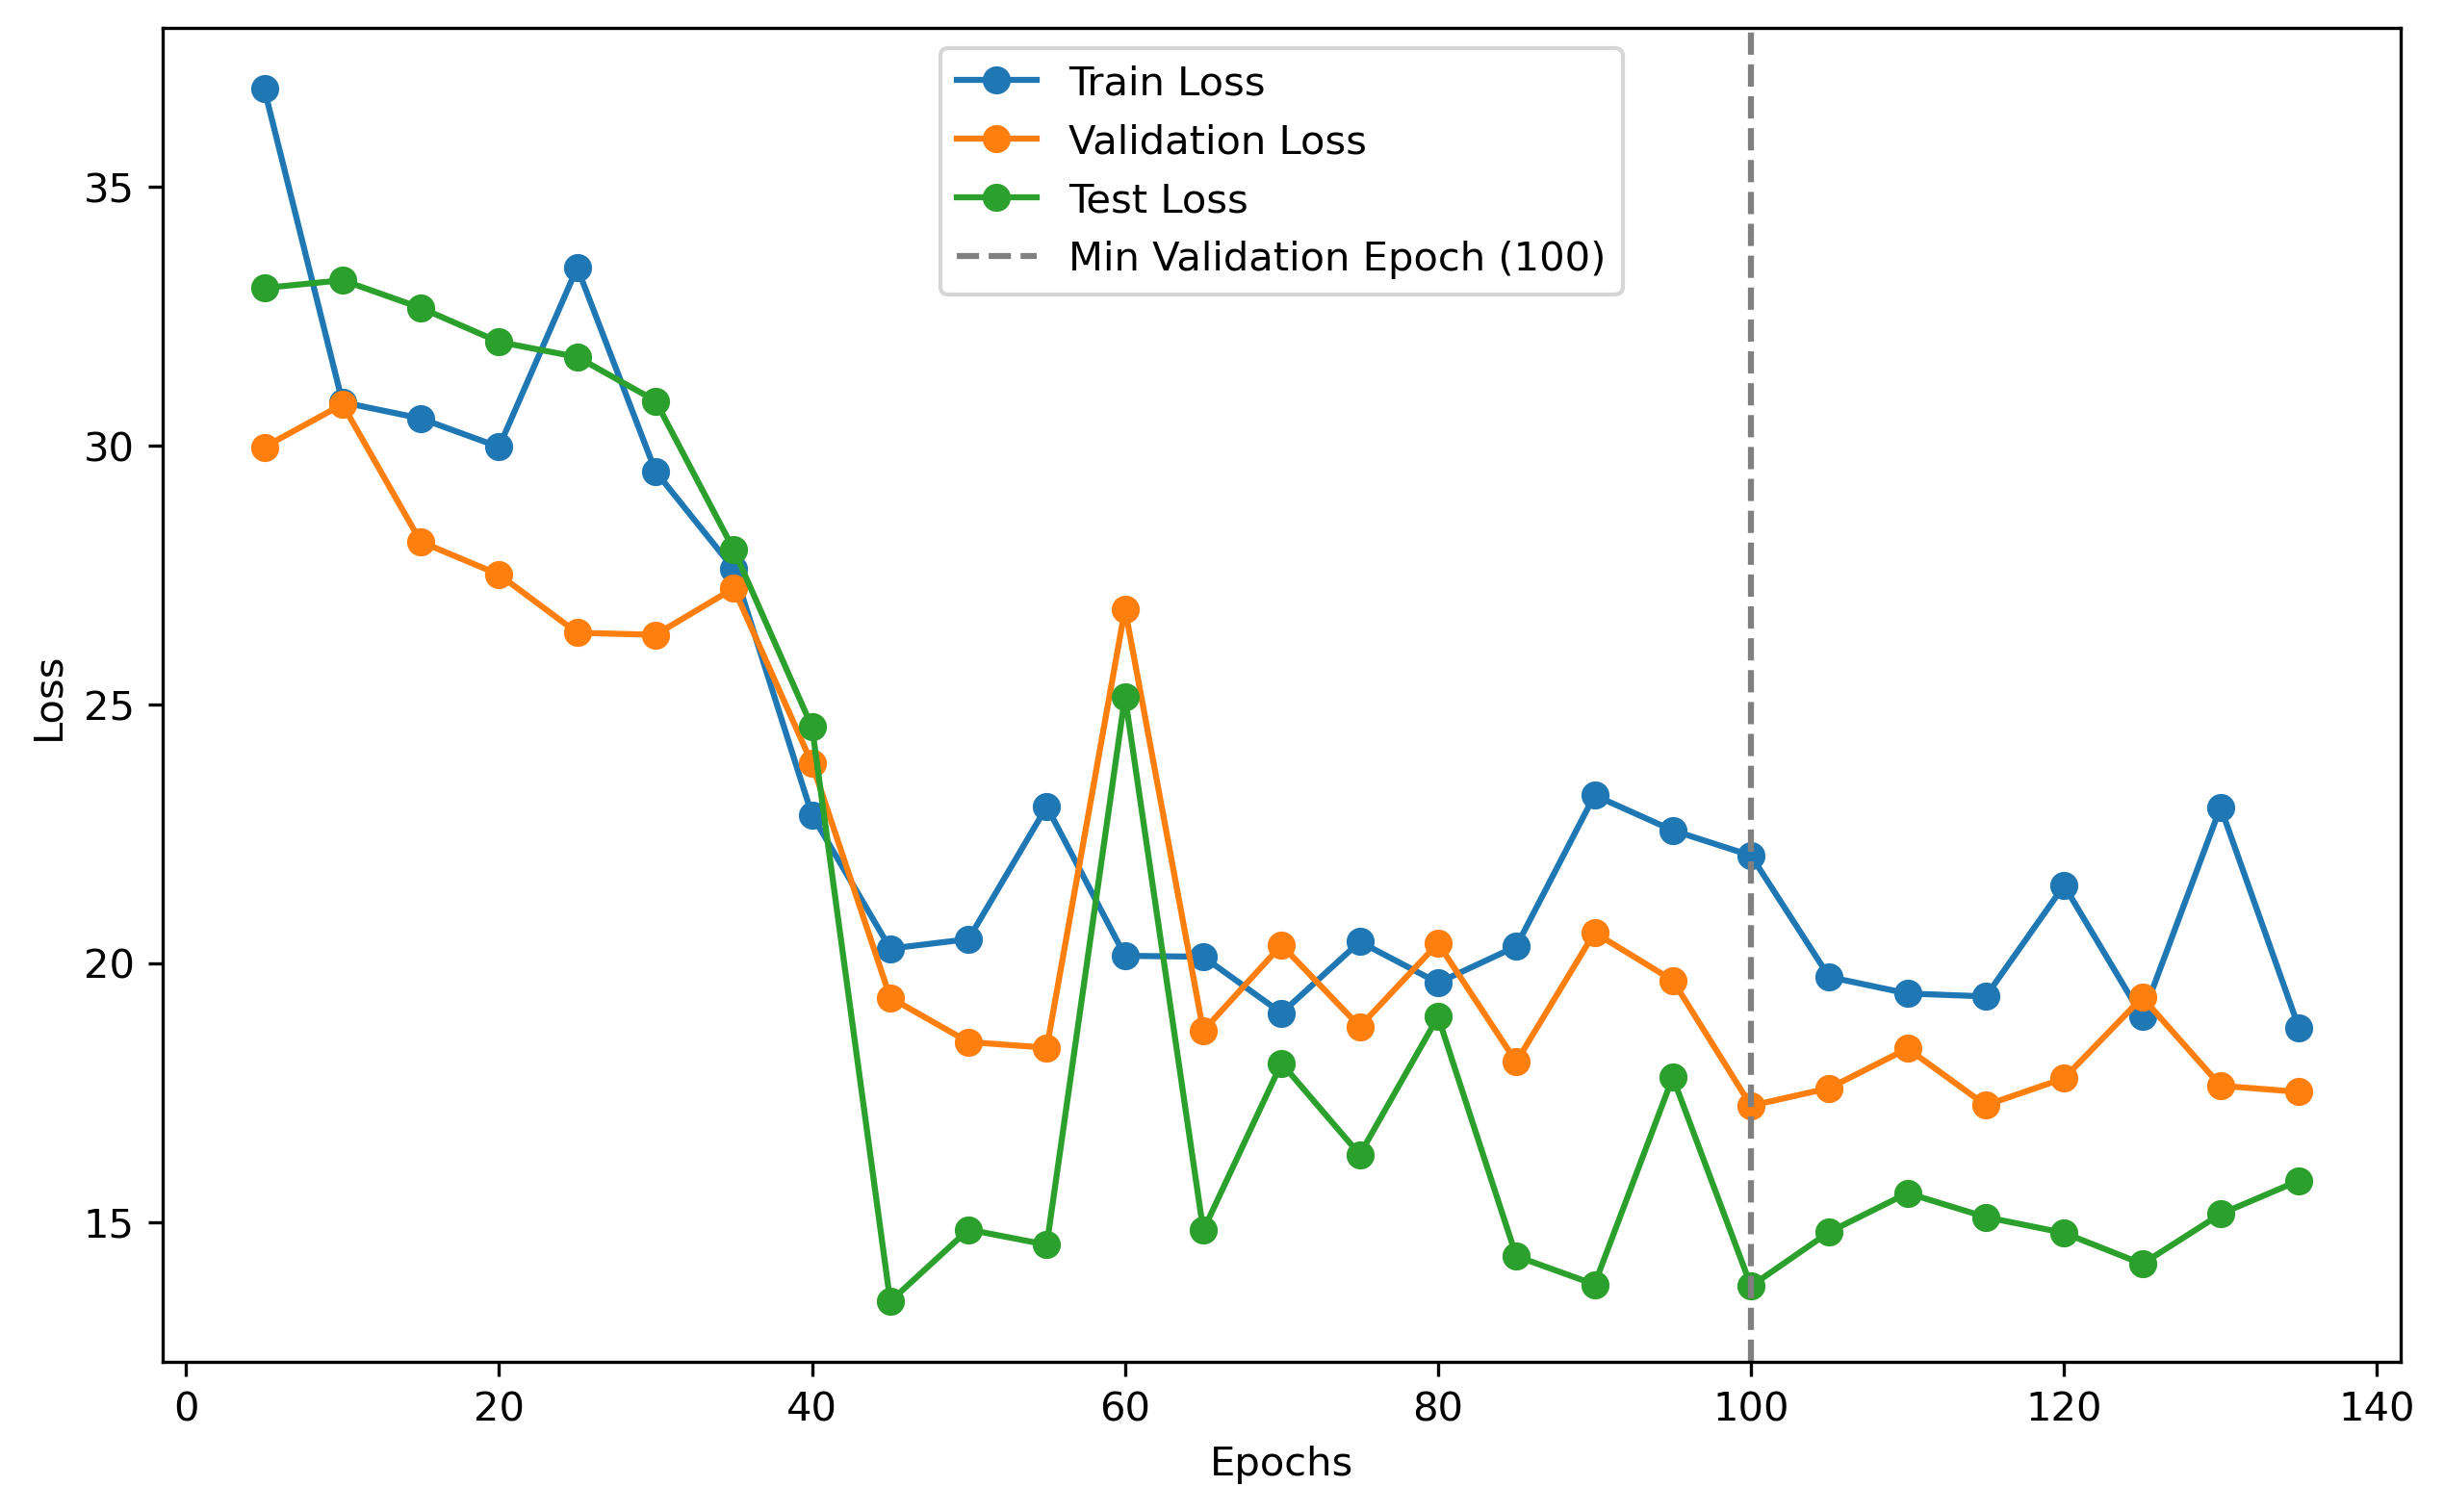 Train Loss
Validation Loss
Test Loss
Min Validation Epoch (100)
35
30
25
20
15
Loss
0 20 40 60 80 100 120 140
Epochs